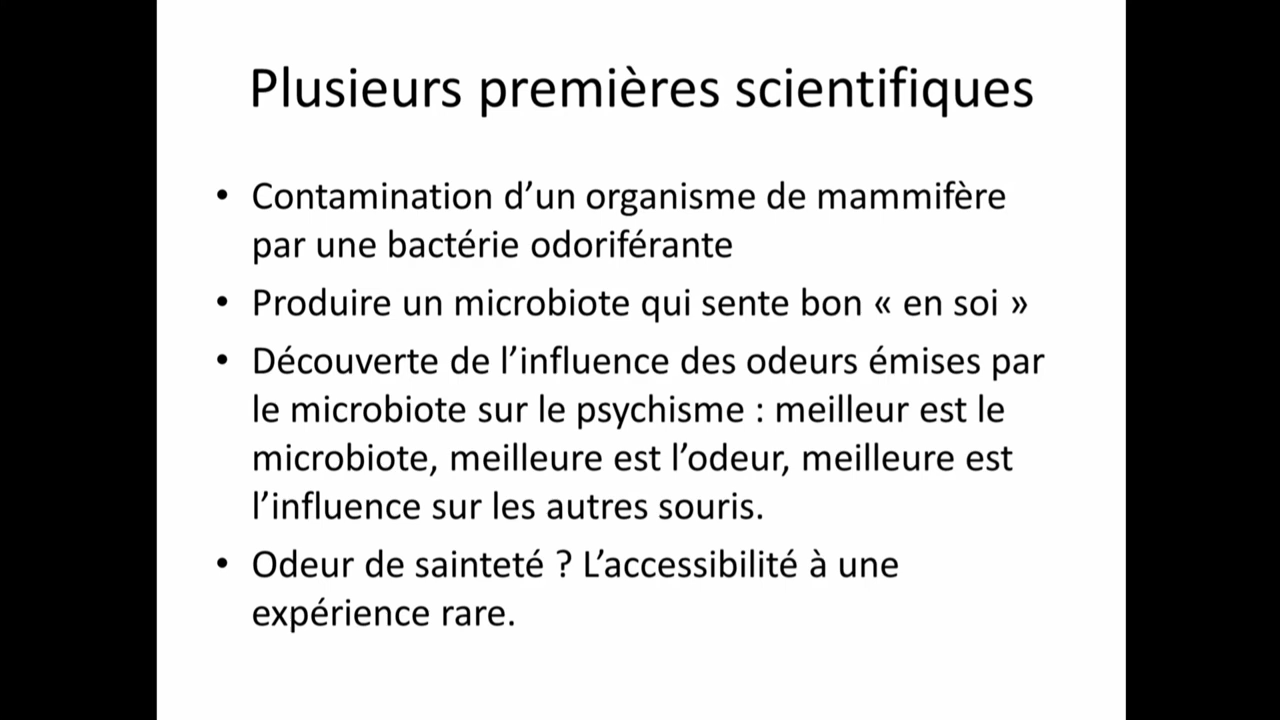 Plusieurs premières scientifiques
• Contamination d’un organisme de mammifère
par une bactérie odoriférante
• Produire un microbiote qui sente bon « en soi »
• Découverte de l’influence des odeurs émises par
le microbiote sur le psychisme : meilleur est le
microbiote, meilleure est l’odeur, meilleure est
l’influence sur les autres souris.
• Odeur de sainteté ? L’accessibilité à une
expérience rare.